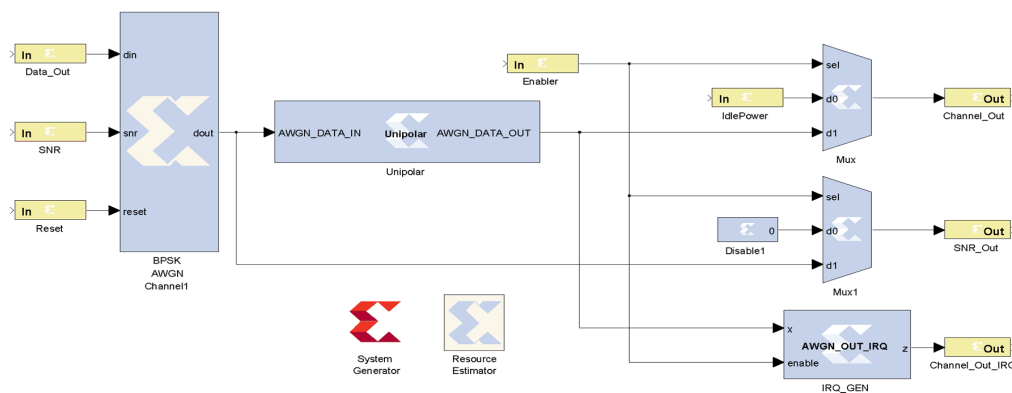 In
Data_Out
In
SNR
In
Reset
din
snr
reset
dout
BPSK
AWGN
Channel1
AWGN_DATA_IN
Unipolar
AWGN_DATA_OUT
Unipolar
In
Enabler
In
IdlePower
sel
d0
d1
Mux
Out
Channel_Out
0
Disable1
sel
d0
d1
Mux1
Out
SNR_Out
System
Generator
Resource
Estimator
x
AWGN_OUT_IRQ
z
enable
IRQ_GEN
Out
Channel_Out_IRQ